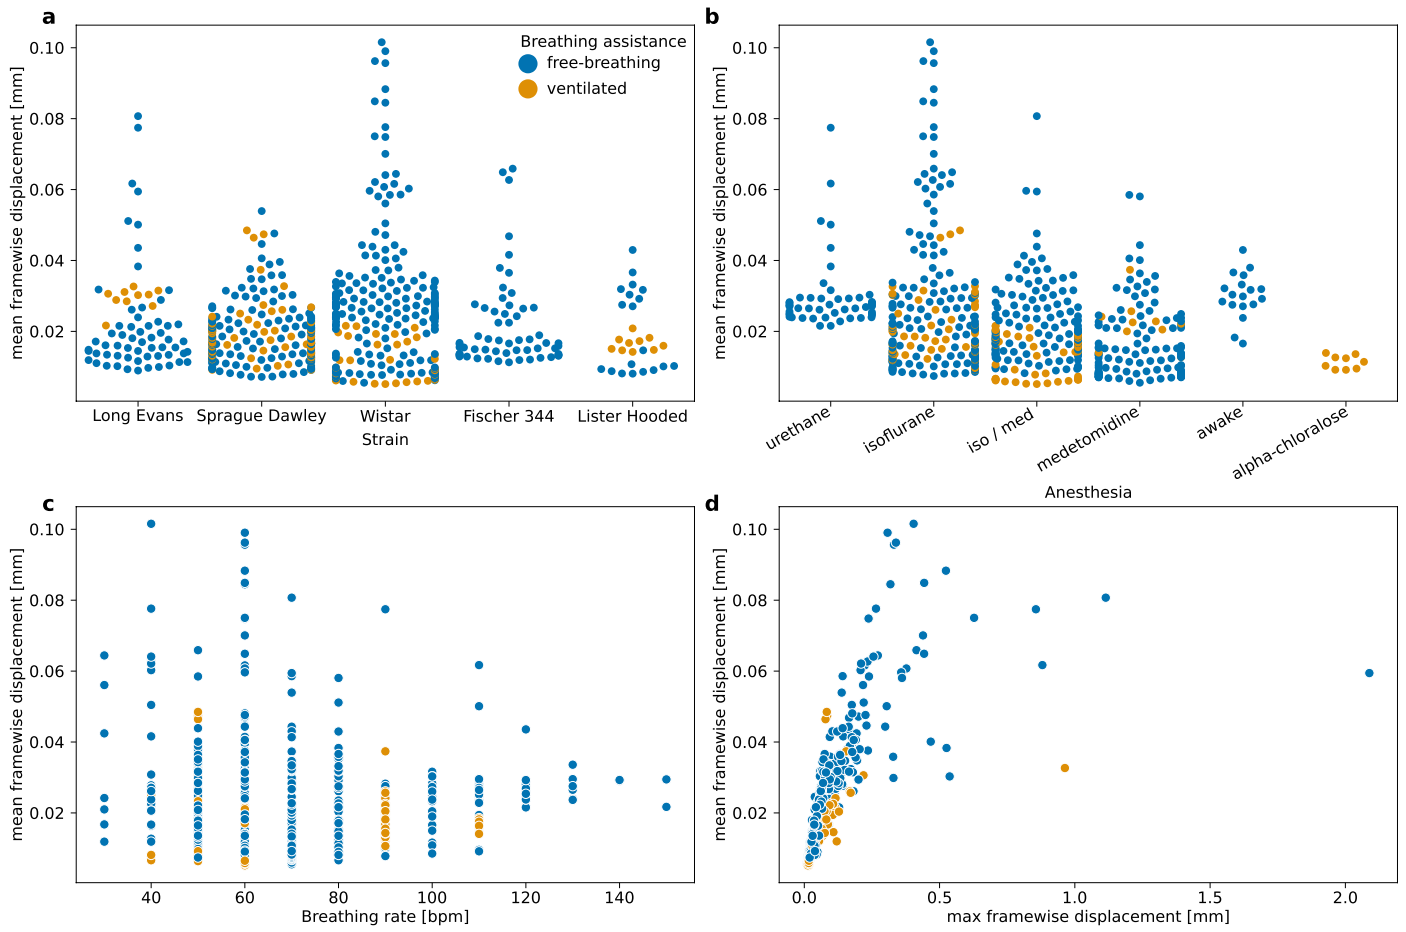 a
mean framewise displacement [mm]
0.10
0.08
0.06
0.04
0.02
Breathing assistance
free-breathing
ventilated
Long Evans
Sprague Dawley
Wistar
Fischer 344
Lister Hooded
Strain
b
mean framewise displacement [mm]
0.10
0.08
0.06
0.04
0.02
urethane
isoflurane
iso / med
medetomidine
awake
alpha-chloralose
Anesthesia
c
mean framewise displacement [mm]
0.10
0.08
0.06
0.04
0.02
40
60
80
100
120
140
Breathing rate [bpm]
d
mean framewise displacement [mm]
0.10
0.08
0.06
0.04
0.02
0.0
0.5
1.0
1.5
2.0
max framewise displacement [mm]